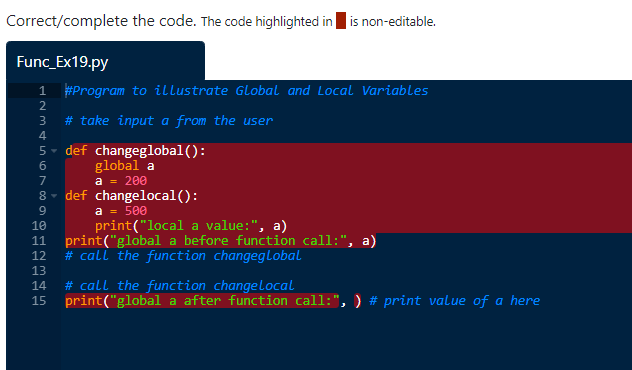 Correct/complete the code. The code highlighted in is non-editable.
Func_Ex19.py
1 #Program to illustrate Global and Local Variables
2
3 # take input a from the user
4
5 def changeglobal():
6 global a
7 a = 200
8 def changelocal():
9 a = 500
10 print("local a value:", a)
11 print("global a before function call:", a)
12 # call the function changeglobal
13
14 # call the function changelocal
15 print("global a after function call:", ) # print value of a here